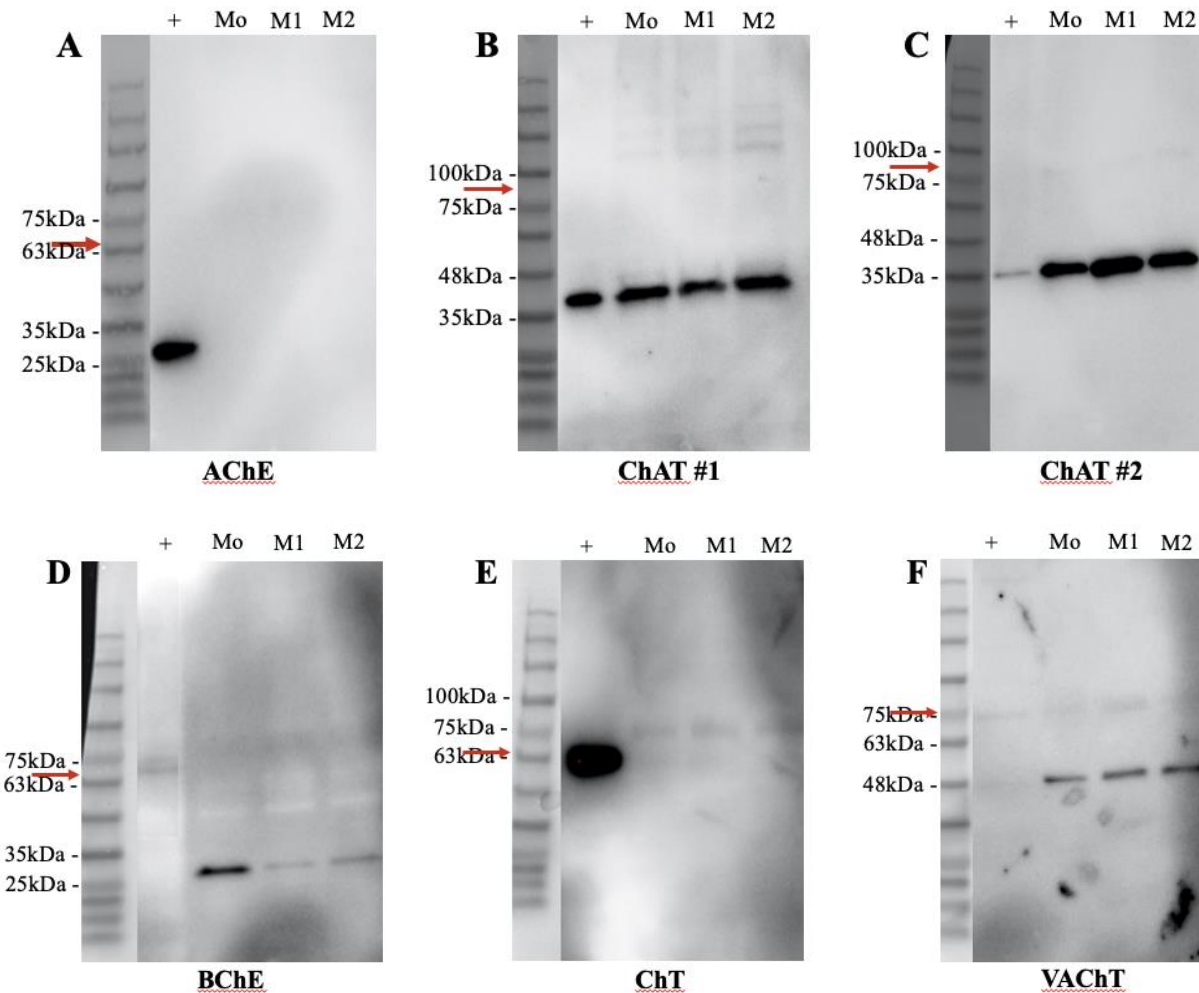 A
+ Mo M1 M2
75kDa -
63kDa -
35kDa -
25kDa -
AChE
B
+ Mo M1 M2
100kDa -
75kDa -
48kDa -
35kDa -
ChAT #1
C
+ Mo M1 M2
100kDa -
75kDa -
48kDa -
35kDa -
ChAT #2
D
+ Mo M1 M2
75kDa -
63kDa -
35kDa -
25kDa -
BChE
E
+ Mo M1 M2
100kDa -
75kDa -
63kDa -
ChT
F
+ Mo M1 M2
75kDa -
63kDa -
48kDa -
VAChT